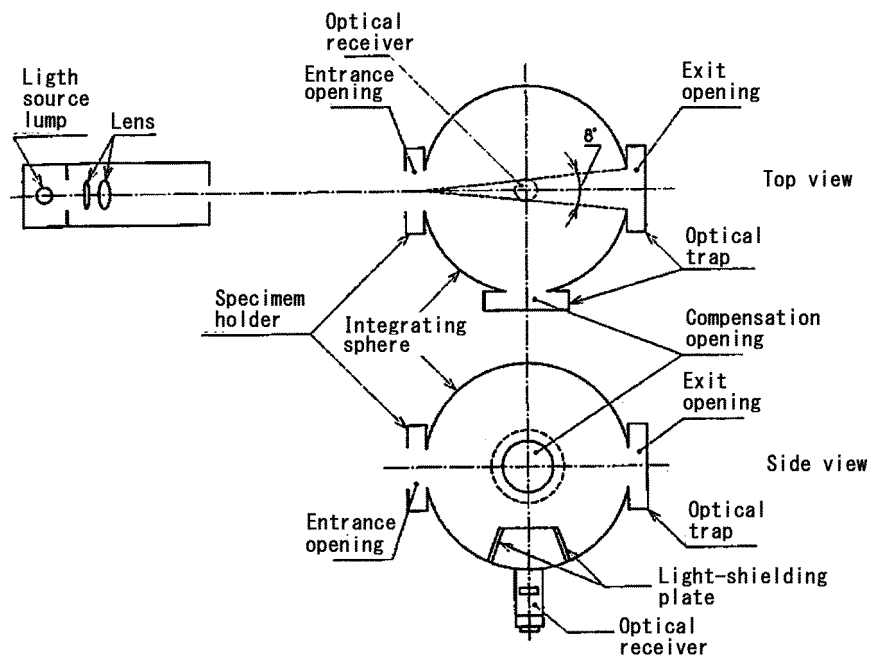 Optical
receiver
Entrance
opening
Exit
opening
Ligth
source
lump
Lens
8°
Top view
Optical
trap
Specimem
holder
Integrating
sphere
Compensation
opening
Exit
opening
Side view
Entrance
opening
Optical
trap
Light-shielding
plate
Optical
receiver